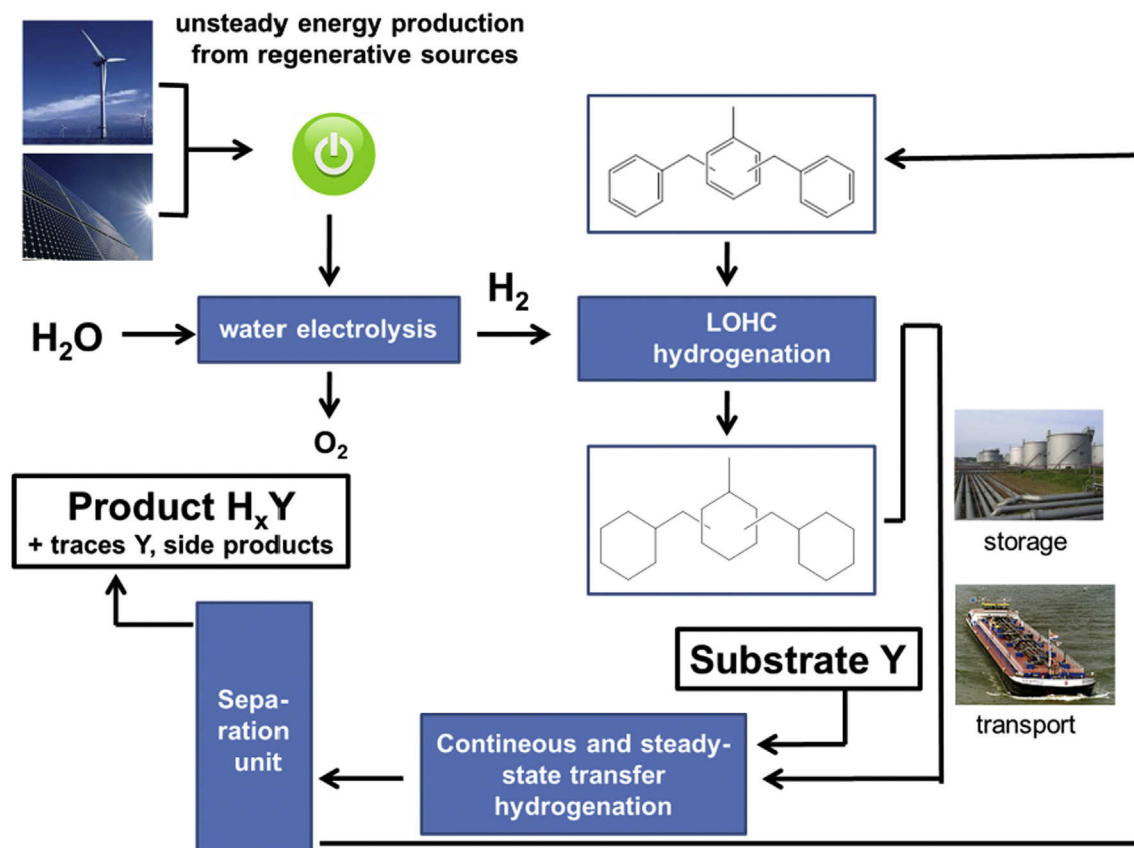 unsteady energy production
from regenerative sources
H₂O
water electrolysis
H₂
LOHC
hydrogenation
O₂
Product HₓY
+ traces Y, side products
storage
Substrate Y
transport
Sepa-
ration
unit
Contineous and steady-
state transfer
hydrogenation